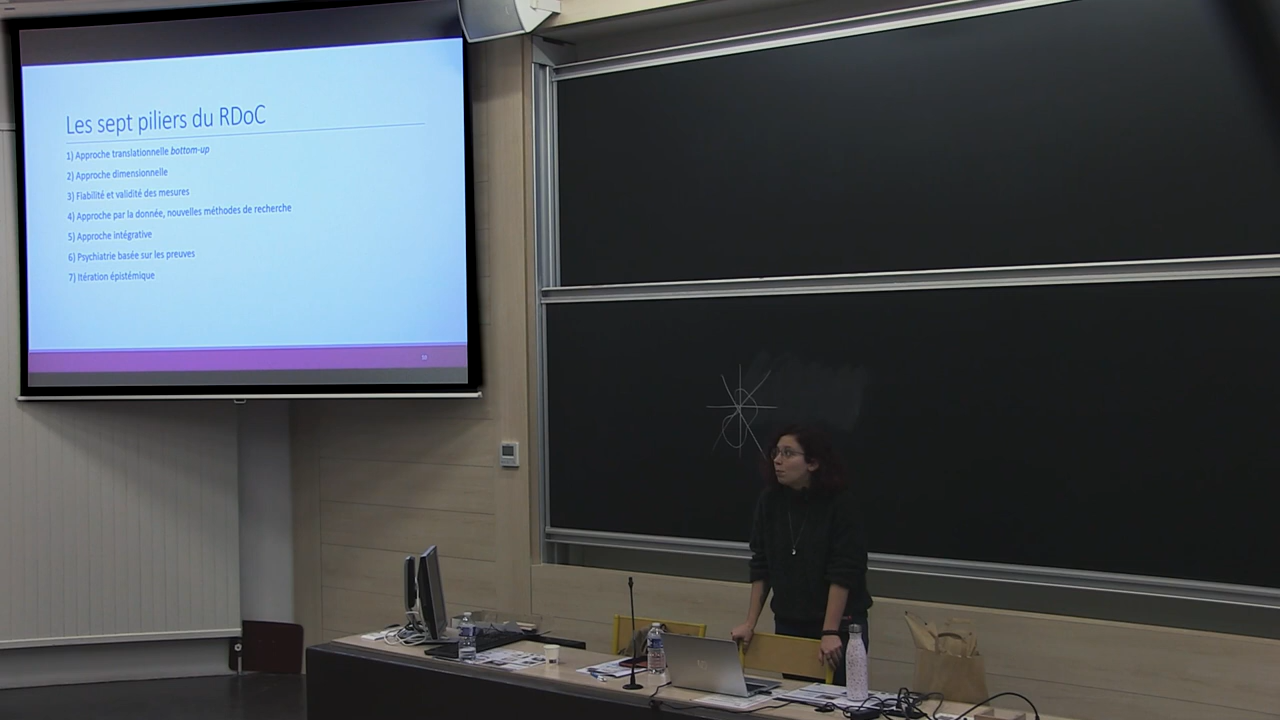 Les sept piliers du RDoC
1) Approche translationnelle bottom-up
2) Approche dimensionnelle
3) Fiabilité et validité des mesures
4) Approche par la donnée, nouvelles méthodes de recherche
5) Approche intégrative
6) Psychiatrie basée sur les preuves
7) Itération épistémique